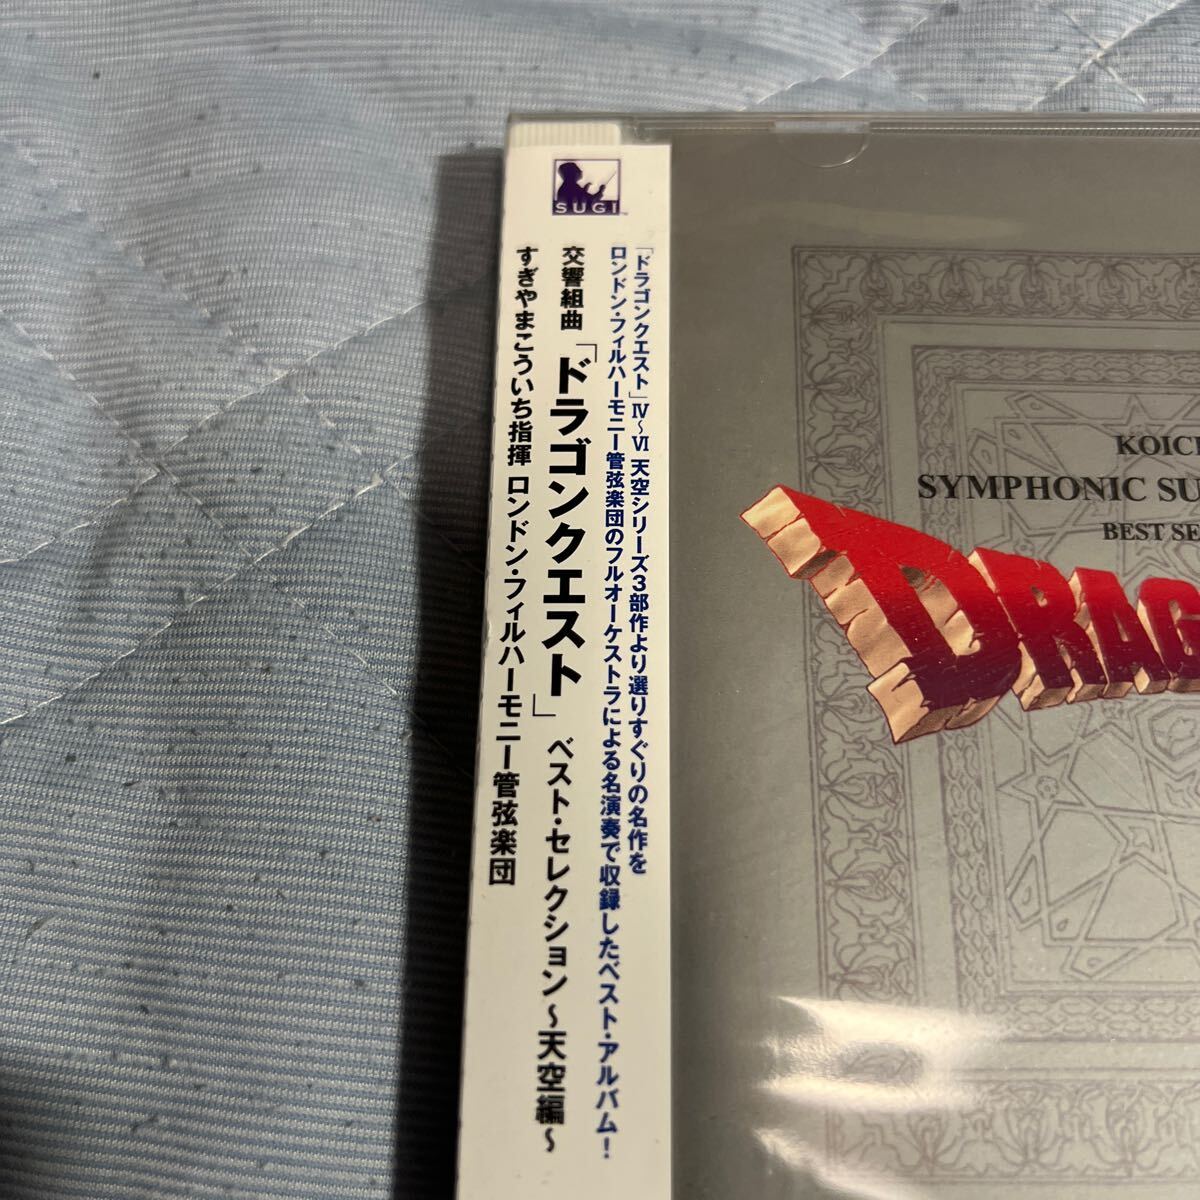 SUGI
TM
「ドラゴンクエスト」Ⅳ～Ⅵ 天空シリーズ3部作より選りすぐりの名作を
ロンドン・フィルハーモニー管弦楽団のフルオーケストラによる名演奏で収録したベスト・アルバム！
交響組曲「ドラゴンクエスト」ベスト・セレクション～天空編～
すぎやまこういち指揮 ロンドン・フィルハーモニー管弦楽団
KOIC
SYMPHONIC SU
BEST SE
DRAG